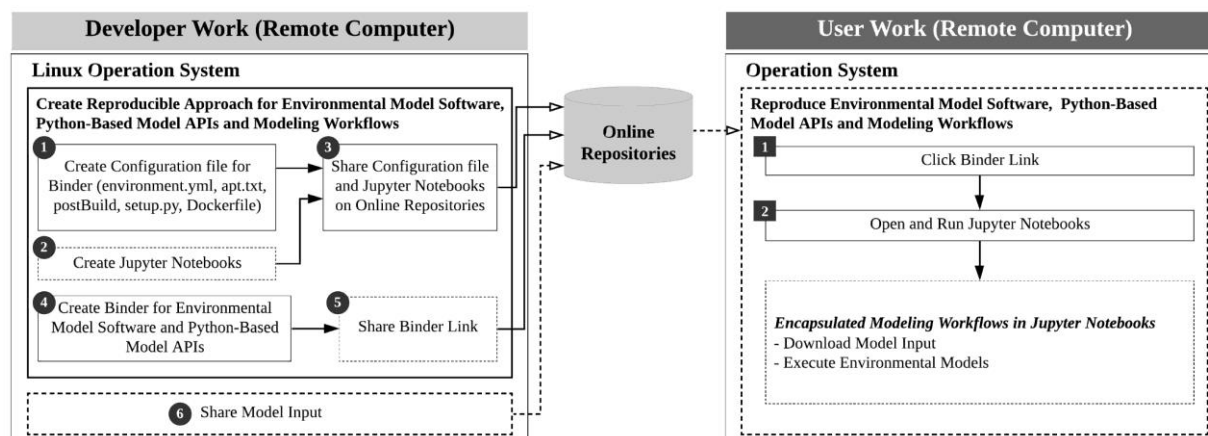 Developer Work (Remote Computer)
Linux Operation System
Create Reproducible Approach for Environmental Model Software,
Python-Based Model APIs and Modeling Workflows
1
Create Configuration file for
Binder (environment.yml, apt.txt,
postBuild, setup.py, Dockerfile)
2
Create Jupyter Notebooks
3
Share Configuration file
and Jupyter Notebooks
on Online Repositories
4
Create Binder for Environmental
Model Software and Python-Based
Model APIs
5
Share Binder Link
6 Share Model Input
Online
Repositories
User Work (Remote Computer)
Operation System
Reproduce Environmental Model Software, Python-Based
Model APIs and Modeling Workflows
1
Click Binder Link
2
Open and Run Jupyter Notebooks
Encapsulated Modeling Workflows in Jupyter Notebooks
- Download Model Input
- Execute Environmental Models